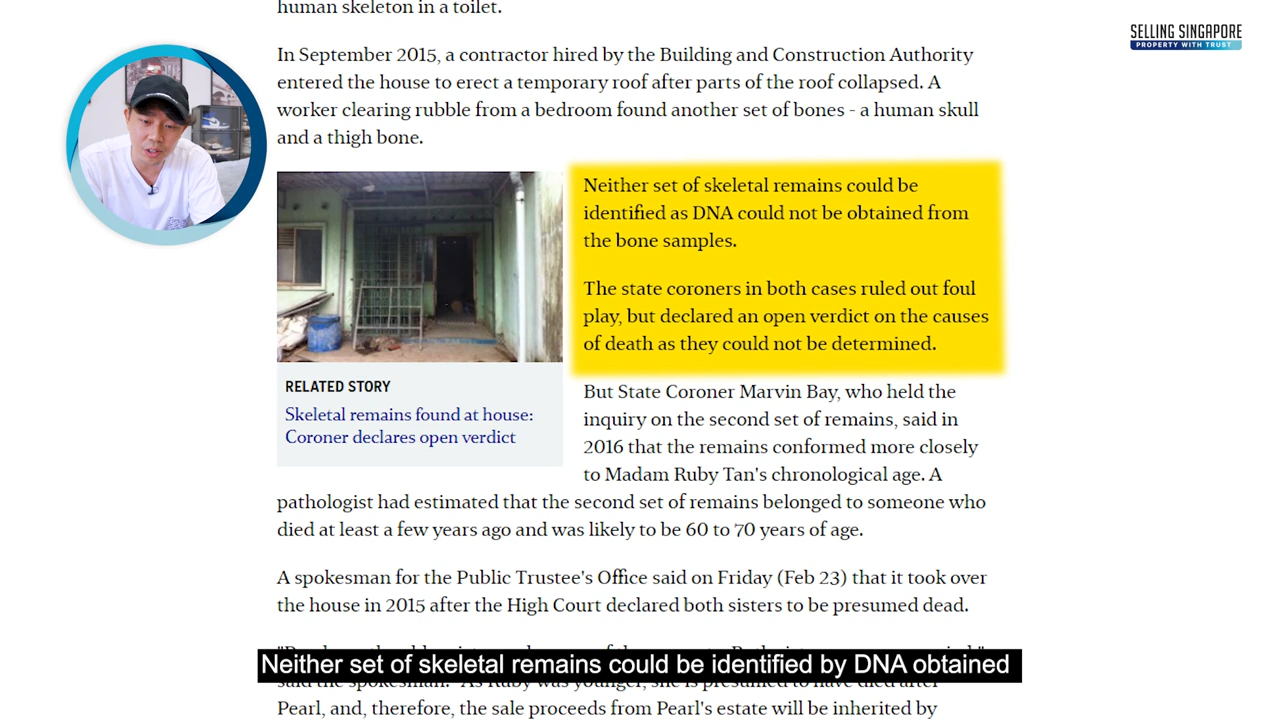 human skeleton in a toilet.
SELLING SINGAPORE
PROPERTY WITH TRUST
In September 2015, a contractor hired by the Building and Construction Authority
entered the house to erect a temporary roof after parts of the roof collapsed. A
worker clearing rubble from a bedroom found another set of bones - a human skull
and a thigh bone.
Neither set of skeletal remains could be
identified as DNA could not be obtained from
the bone samples.
The state coroners in both cases ruled out foul
play, but declared an open verdict on the causes
of death as they could not be determined.
RELATED STORY
Skeletal remains found at house:
Coroner declares open verdict
But State Coroner Marvin Bay, who held the
inquiry on the second set of remains, said in
2016 that the remains conformed more closely
to Madam Ruby Tan's chronological age. A
pathologist had estimated that the second set of remains belonged to someone who
died at least a few years ago and was likely to be 60 to 70 years of age.
A spokesman for the Public Trustee's Office said on Friday (Feb 23) that it took over
the house in 2015 after the High Court declared both sisters to be presumed dead.
Neither set of skeletal remains could be identified by DNA obtained
said the spokesman. "As Ruby was younger, she is presumed to have died after
Pearl, and, therefore, the sale proceeds from Pearl's estate will be inherited by